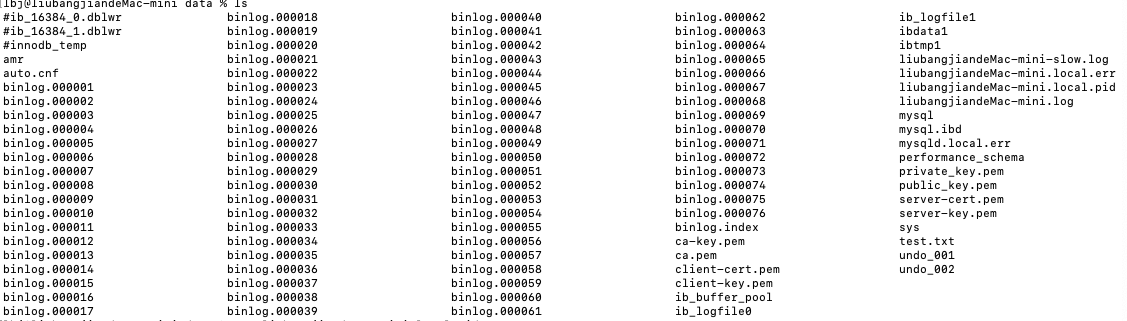 lbj@liubangjiandeMac-mini data % ls
#ib_16384_0.dblwr binlog.000018 binlog.000040 binlog.000062 ib_logfile1
#ib_16384_1.dblwr binlog.000019 binlog.000041 binlog.000063 ibdata1
#innodb_temp binlog.000020 binlog.000042 binlog.000064 ibtmp1
amr binlog.000021 binlog.000043 binlog.000065 liubangjiandeMac-mini-slow.log
auto.cnf binlog.000022 binlog.000044 binlog.000066 liubangjiandeMac-mini.local.err
binlog.000001 binlog.000023 binlog.000045 binlog.000067 liubangjiandeMac-mini.local.pid
binlog.000002 binlog.000024 binlog.000046 binlog.000068 liubangjiandeMac-mini.log
binlog.000003 binlog.000025 binlog.000047 binlog.000069 mysql
binlog.000004 binlog.000026 binlog.000048 binlog.000070 mysql.ibd
binlog.000005 binlog.000027 binlog.000049 binlog.000071 mysqld.local.err
binlog.000006 binlog.000028 binlog.000050 binlog.000072 performance_schema
binlog.000007 binlog.000029 binlog.000051 binlog.000073 private_key.pem
binlog.000008 binlog.000030 binlog.000052 binlog.000074 public_key.pem
binlog.000009 binlog.000031 binlog.000053 binlog.000075 server-cert.pem
binlog.000010 binlog.000032 binlog.000054 binlog.000076 server-key.pem
binlog.000011 binlog.000033 binlog.000055 binlog.index sys
binlog.000012 binlog.000034 binlog.000056 ca-key.pem test.txt
binlog.000013 binlog.000035 binlog.000057 ca.pem undo_001
binlog.000014 binlog.000036 binlog.000058 client-cert.pem undo_002
binlog.000015 binlog.000037 binlog.000059 client-key.pem
binlog.000016 binlog.000038 binlog.000060 ib_buffer_pool
binlog.000017 binlog.000039 binlog.000061 ib_logfile0